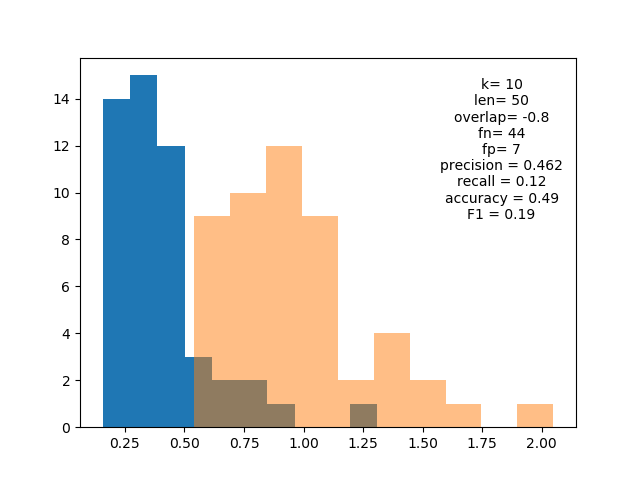 k= 10
len= 50
overlap= -0.8
fn= 44
fp= 7
precision = 0.462
recall = 0.12
accuracy = 0.49
F1 = 0.19
14
12
10
8
6
4
2
0
0.25 0.50 0.75 1.00 1.25 1.50 1.75 2.00